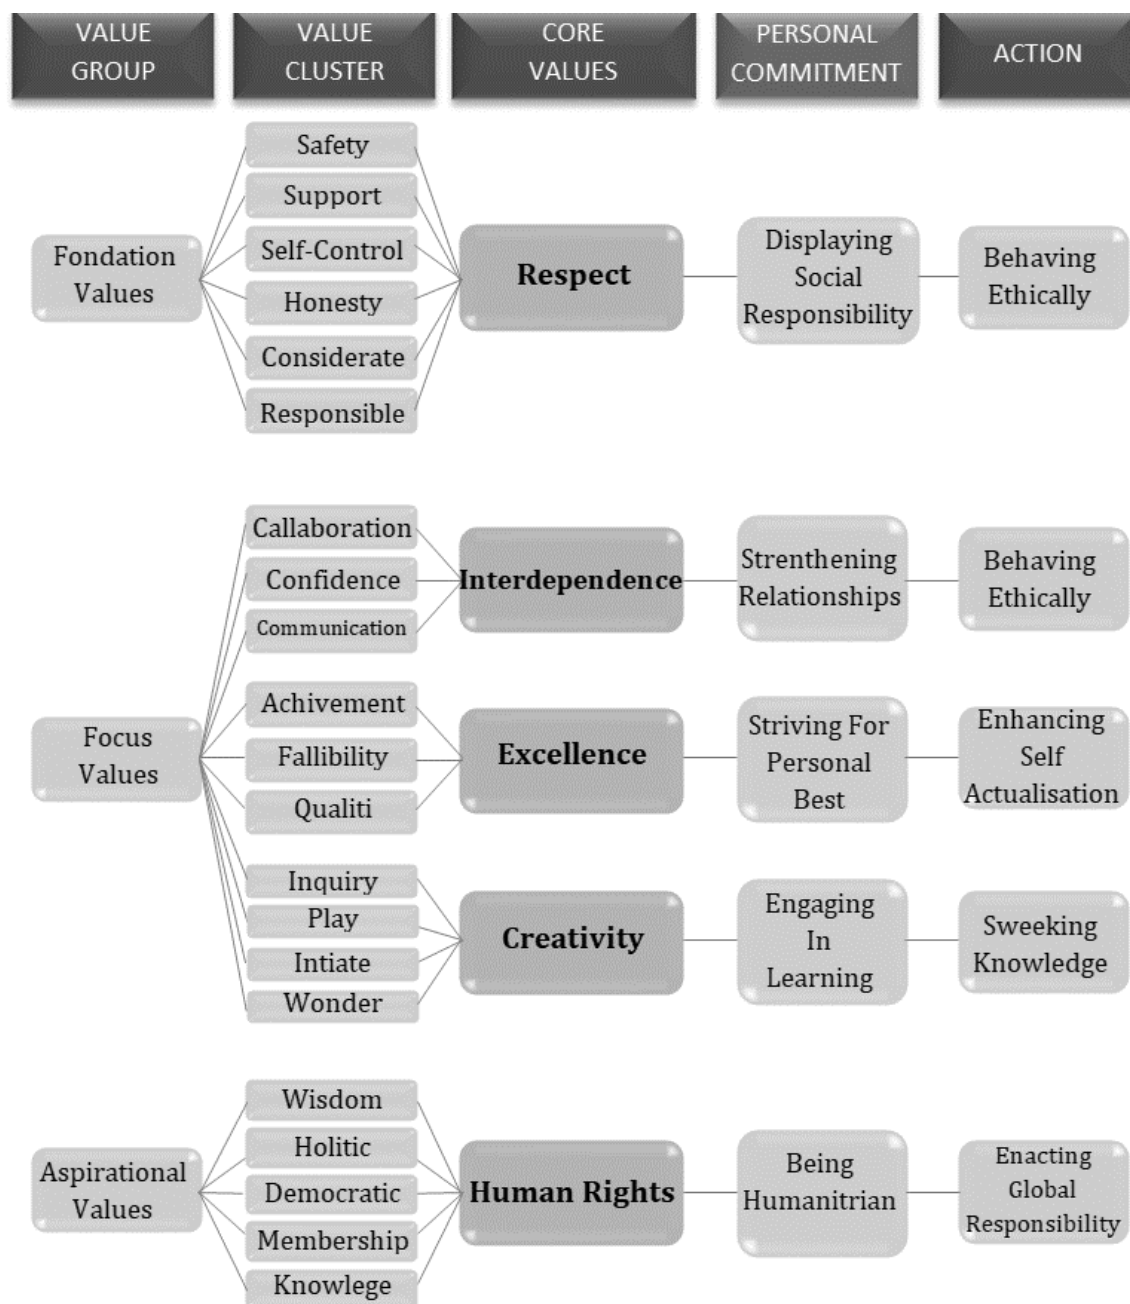 VALUE
GROUP
VALUE
CLUSTER
CORE
VALUES
PERSONAL
COMMITMENT
ACTION
Fondation
Values
Safety
Support
Self-Control
Honesty
Considerate
Responsible
Respect
Displaying
Social
Responsibility
Behaving
Ethically
Focus
Values
Callaboration
Confidence
Communication
Interdependence
Strenthening
Relationships
Behaving
Ethically
Achivement
Fallibility
Qualiti
Excellence
Striving For
Personal
Best
Enhancing
Self
Actualisation
Inquiry
Play
Intiate
Wonder
Creativity
Engaging
In
Learning
Sweeking
Knowledge
Aspirational
Values
Wisdom
Holitic
Democratic
Membership
Knowlege
Human Rights
Being
Humanitrian
Enacting
Global
Responsibility